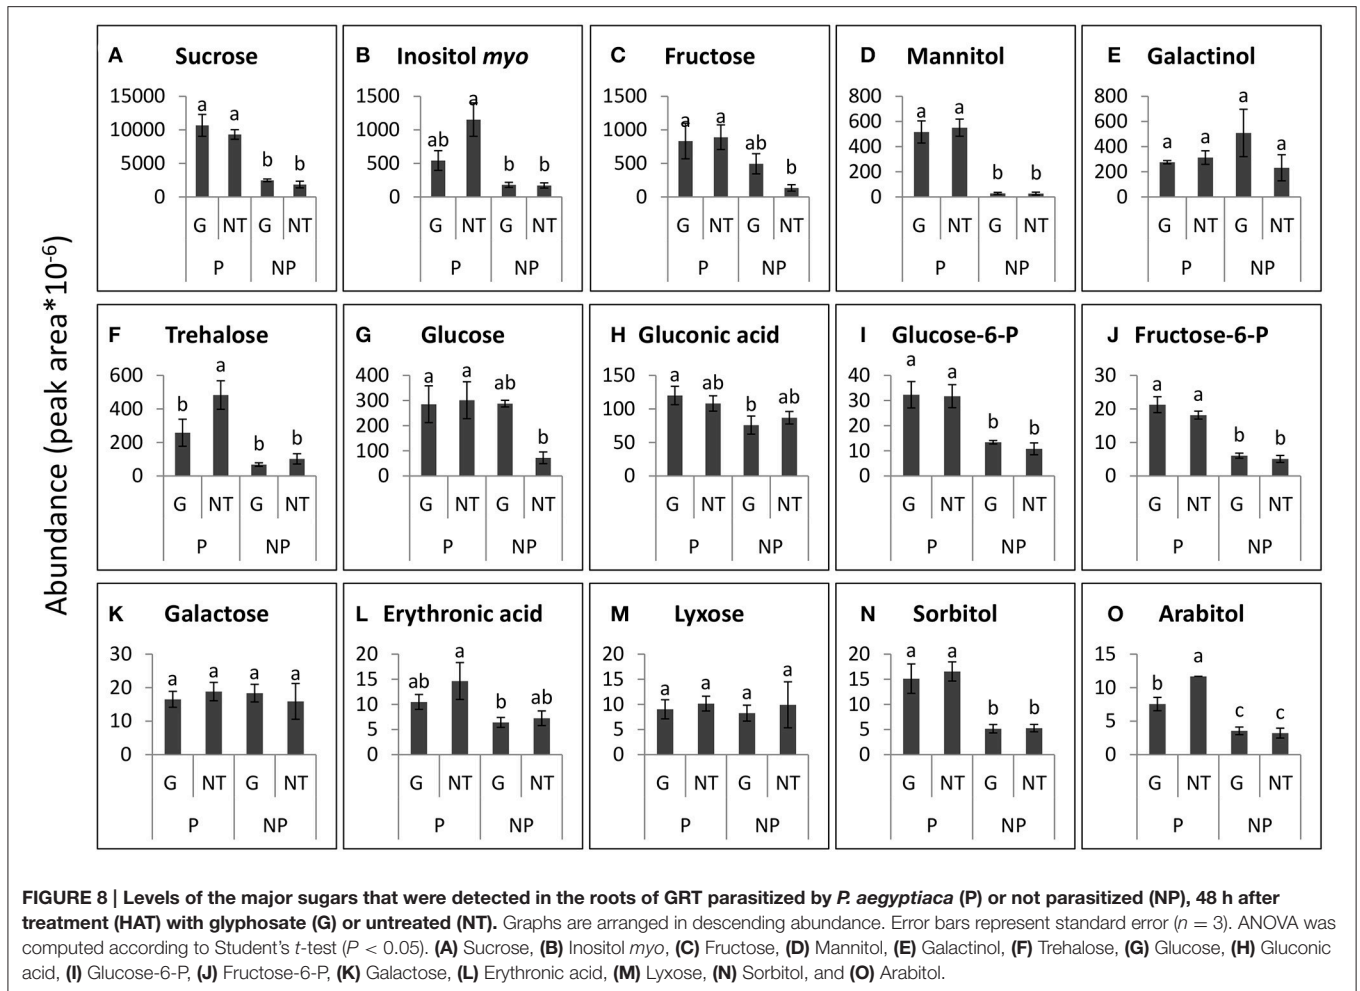 Abundance (peak area*10-6)
A Sucrose
15000
10000
5000
0
a a b b
G NT G NT
P NP
B Inositol myo
1500
1000
500
0
ab a b b
G NT G NT
P NP
C Fructose
1500
1000
500
0
a a ab b
G NT G NT
P NP
D Mannitol
800
600
400
200
0
a a b b
G NT G NT
P NP
E Galactinol
800
600
400
200
0
a a a a
G NT G NT
P NP
F Trehalose
600
400
200
0
b a b b
G NT G NT
P NP
G Glucose
400
300
200
100
0
a a ab b
G NT G NT
P NP
H Gluconic acid
150
100
50
0
a ab b ab
G NT G NT
P NP
I Glucose-6-P
40
30
20
10
0
a a b b
G NT G NT
P NP
J Fructose-6-P
30
20
10
0
a a b b
G NT G NT
P NP
K Galactose
30
20
10
0
a a a a
G NT G NT
P NP
L Erythronic acid
20
15
10
5
0
ab a b ab
G NT G NT
P NP
M Lyxose
20
15
10
5
0
a a a a
G NT G NT
P NP
N Sorbitol
20
15
10
5
0
a a b b
G NT G NT
P NP
O Arabitol
15
10
5
0
b a c c
G NT G NT
P NP
FIGURE 8 | Levels of the major sugars that were detected in the roots of GRT parasitized by P. aegyptiaca (P) or not parasitized (NP), 48 h after
treatment (HAT) with glyphosate (G) or untreated (NT). Graphs are arranged in descending abundance. Error bars represent standard error (n = 3). ANOVA was
computed according to Student's t-test (P < 0.05). (A) Sucrose, (B) Inositol myo, (C) Fructose, (D) Mannitol, (E) Galactinol, (F) Trehalose, (G) Glucose, (H) Gluconic
acid, (I) Glucose-6-P, (J) Fructose-6-P, (K) Galactose, (L) Erythronic acid, (M) Lyxose, (N) Sorbitol, and (O) Arabitol.